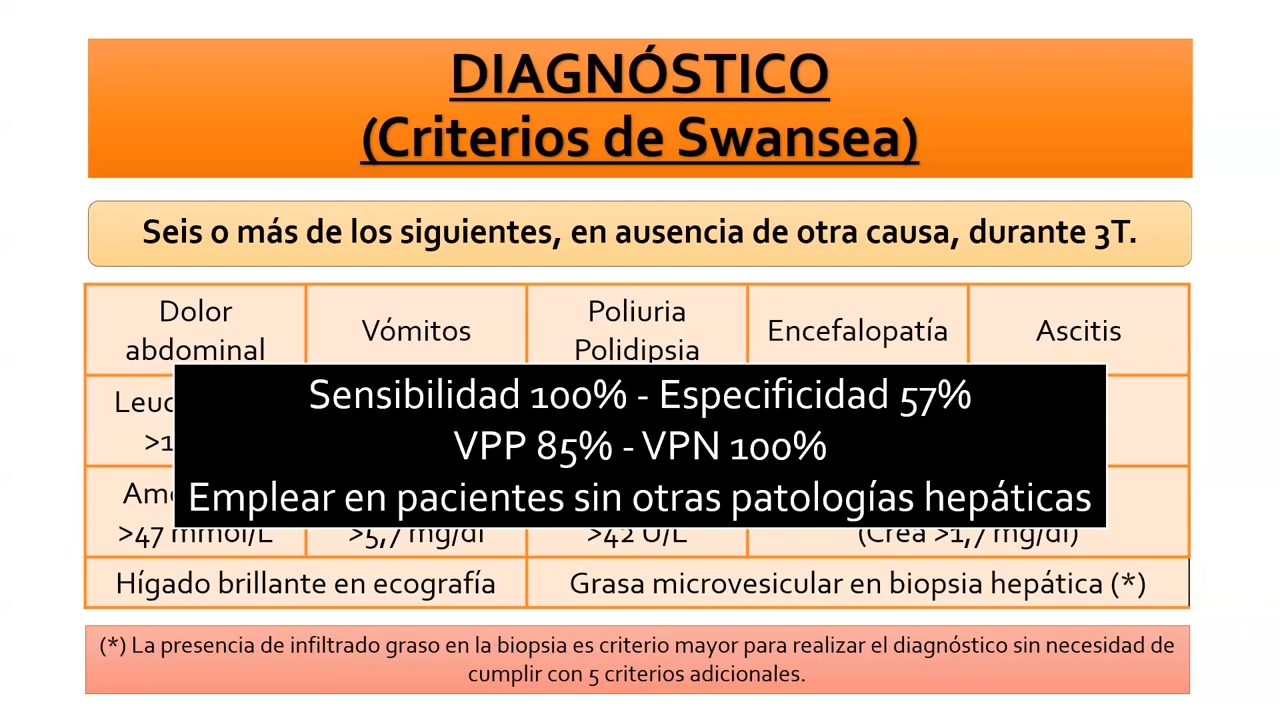 DIAGNÓSTICO
(Criterios de Swansea)
Seis o más de los siguientes, en ausencia de otra causa, durante 3T.
Dolor
abdominal
Vómitos
Poliuria
Polidipsia
Encefalopatía
Ascitis
Sensibilidad 100% - Especificidad 57%
VPP 85% - VPN 100%
Emplear en pacientes sin otras patologías hepáticas
>47 mmol/L
>5,7 mg/dl
>42 U/L
(Crea >1,7 mg/dl)
Hígado brillante en ecografía
Grasa microvesicular en biopsia hepática (*)
(*) La presencia de infiltrado graso en la biopsia es criterio mayor para realizar el diagnóstico sin necesidad de
cumplir con 5 criterios adicionales.